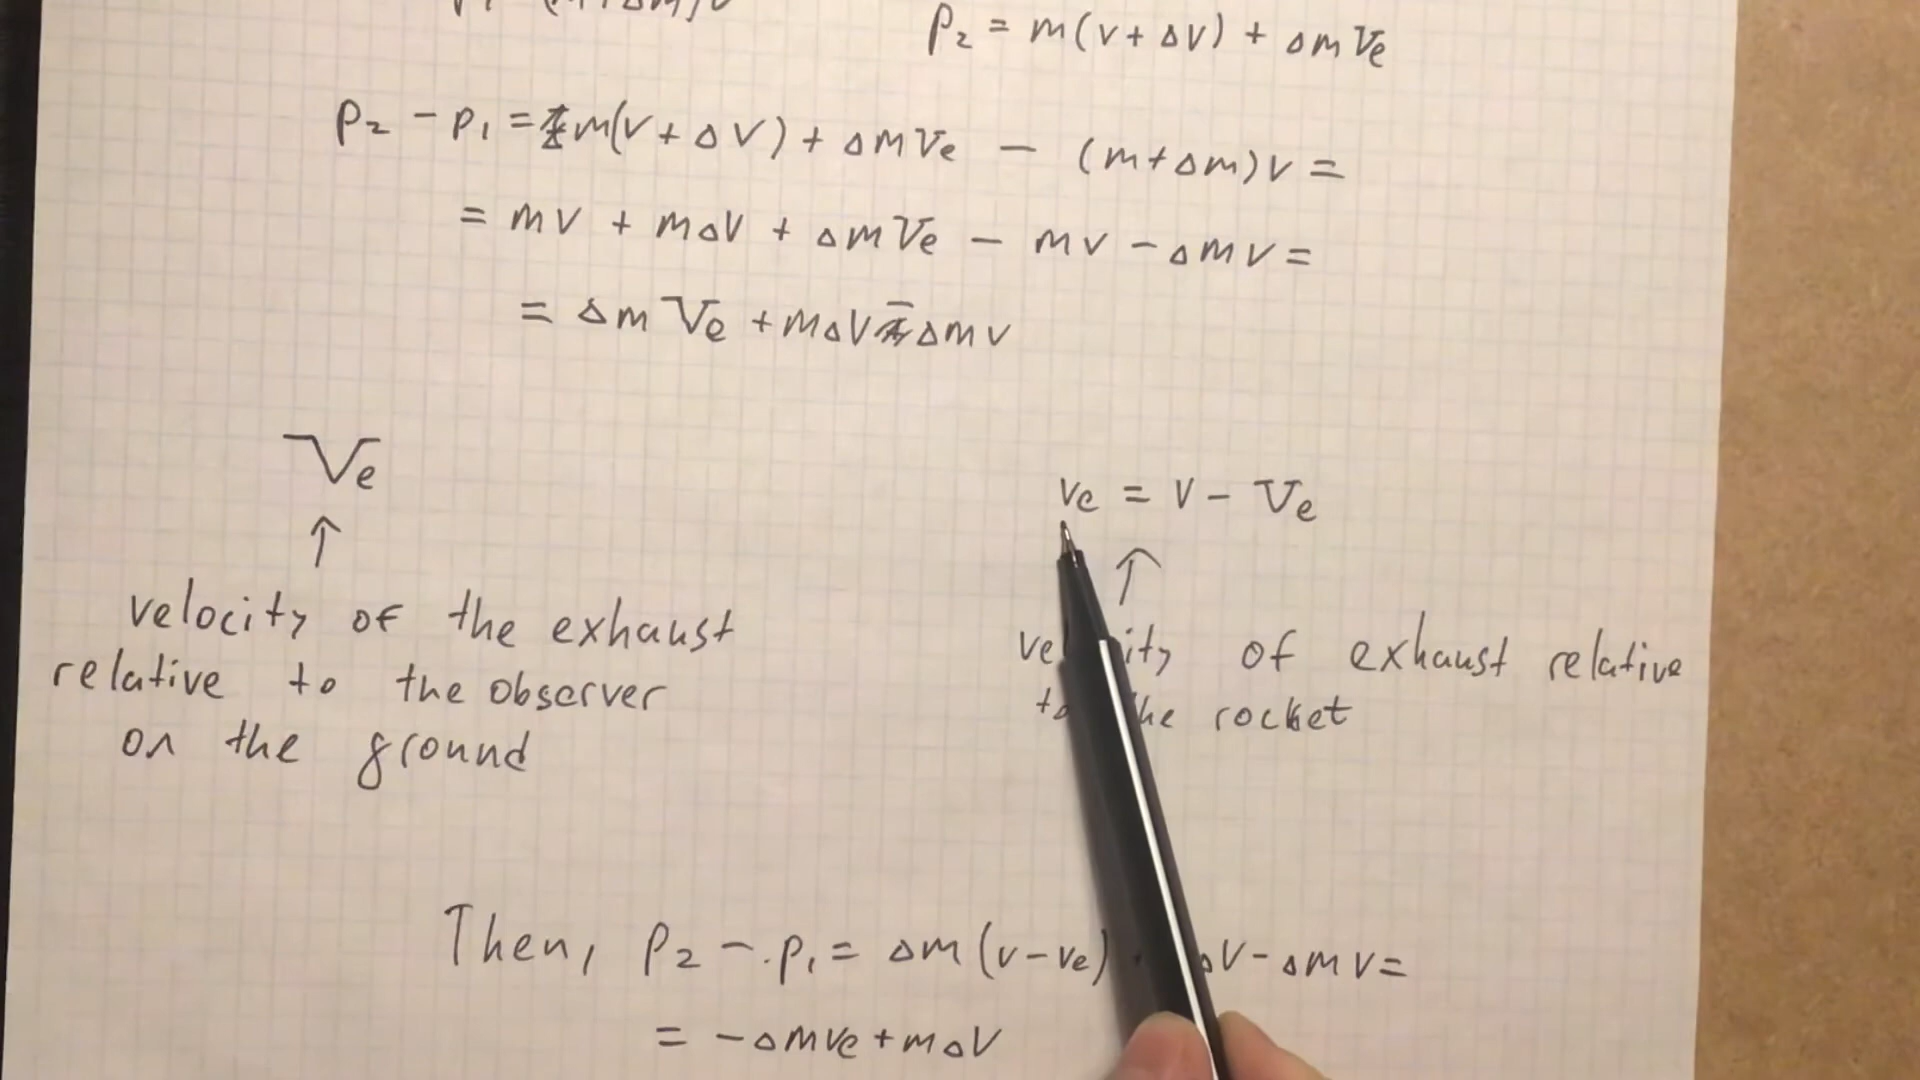 P₂ = m(v + Δv) + Δm Ve
P₂ - P₁ = m(v + Δv) + Δm Ve - (m + Δm)v =
= mv + mΔv + Δm Ve - mv - Δmv =
= Δm Ve + mΔv - Δmv
Ve
ve = v - Ve
↑
↑
velocity of the exhaust
relative to the observer
on the ground
of exhaust relative
rocket
Then, P₂ - P₁ = Δm(v - ve) Δv - Δmv =
= -Δmve + mΔv